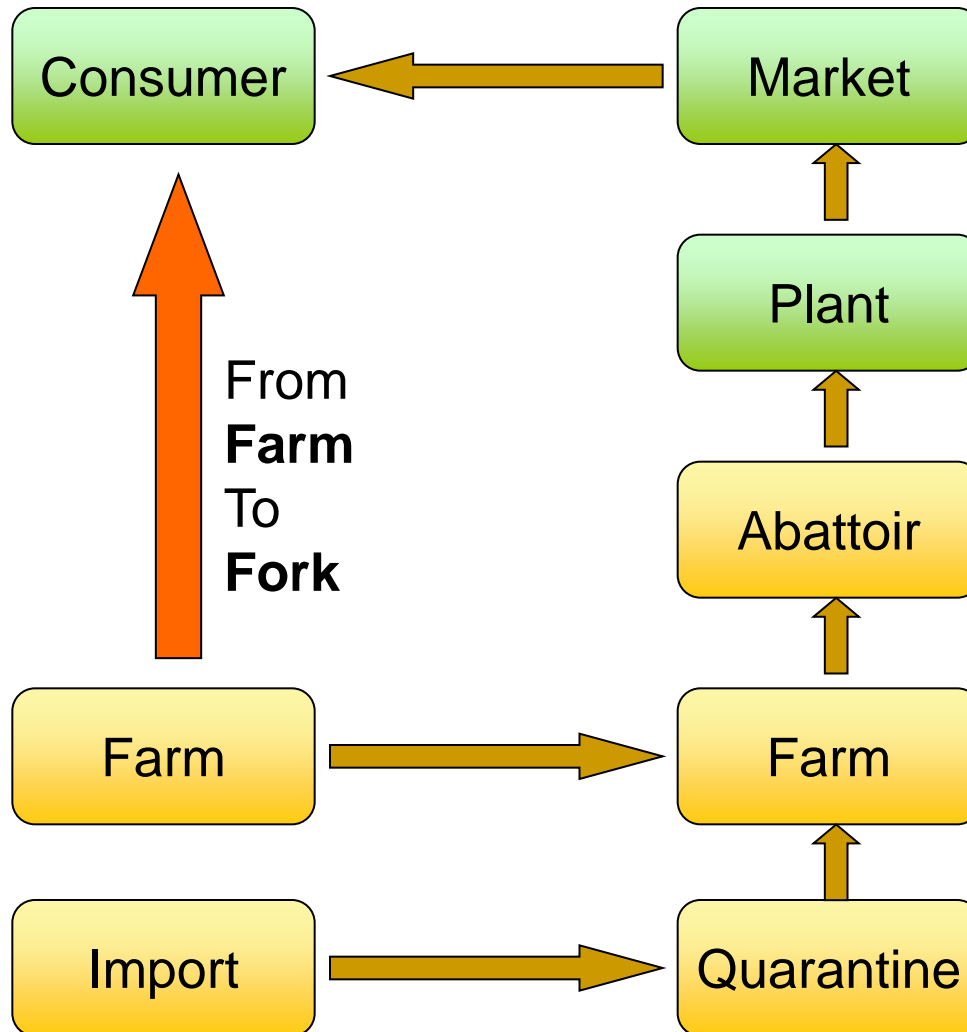 Consumer
Market
Plant
From
Farm
To
Fork
Abattoir
Farm
Farm
Import
Quarantine